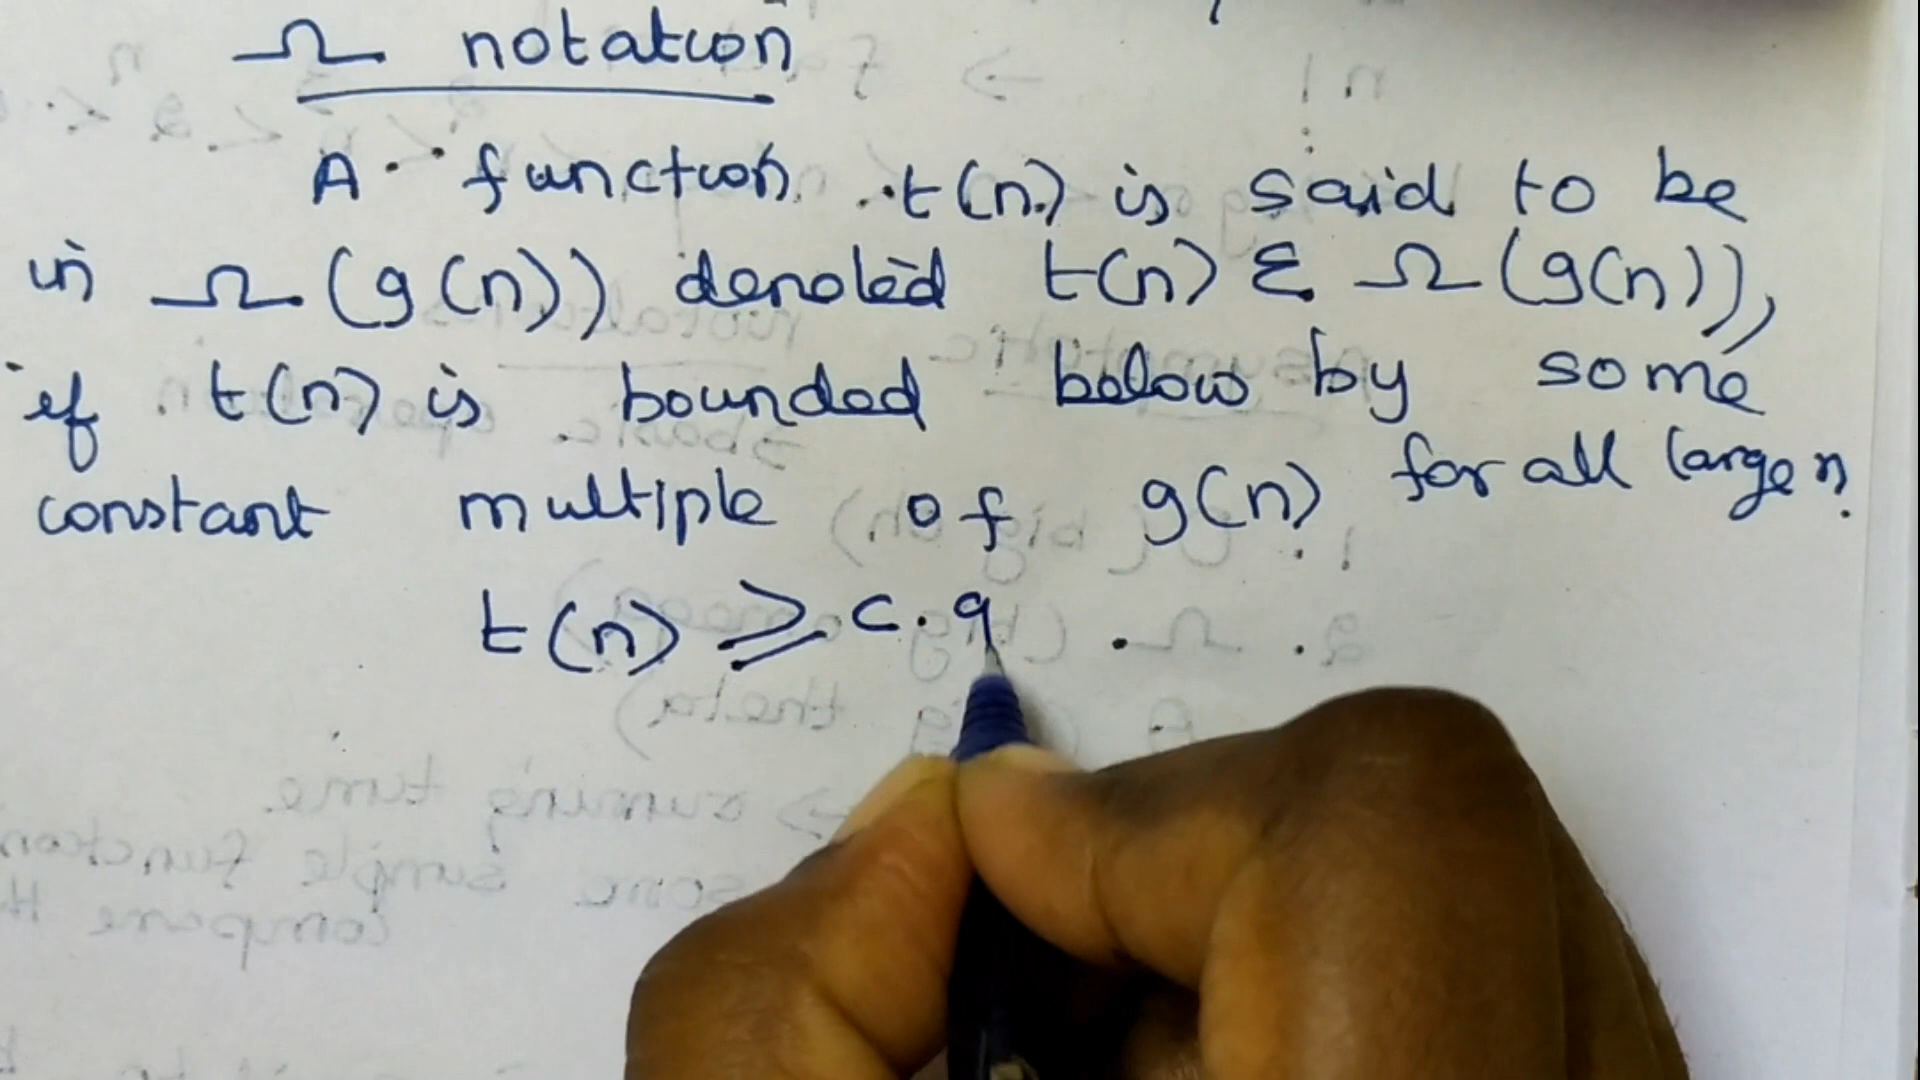 Ω notation
A function t(n) is said to be
in Ω(g(n)) denoted t(n) Ɛ Ω(g(n)),
if t(n) is bounded below by some
constant multiple of g(n) for all large n.
t(n) ≥ c.g